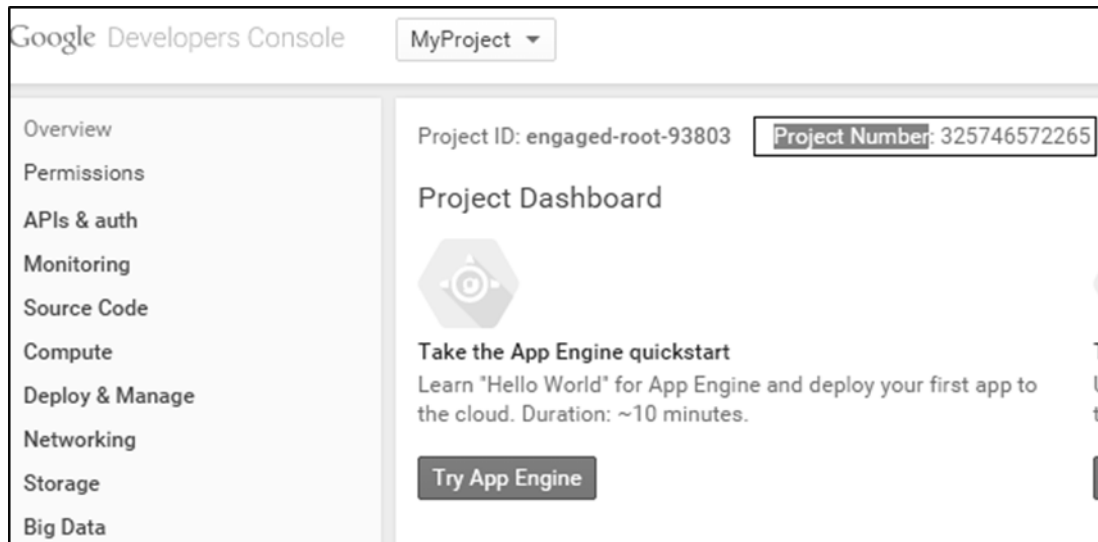 Google Developers Console
MyProject
Overview
Permissions
APIs & auth
Monitoring
Source Code
Compute
Deploy & Manage
Networking
Storage
Big Data
Project ID: engaged-root-93803 Project Number: 325746572265
Project Dashboard
Take the App Engine quickstart
Learn "Hello World" for App Engine and deploy your first app to
the cloud. Duration: ~10 minutes.
Try App Engine